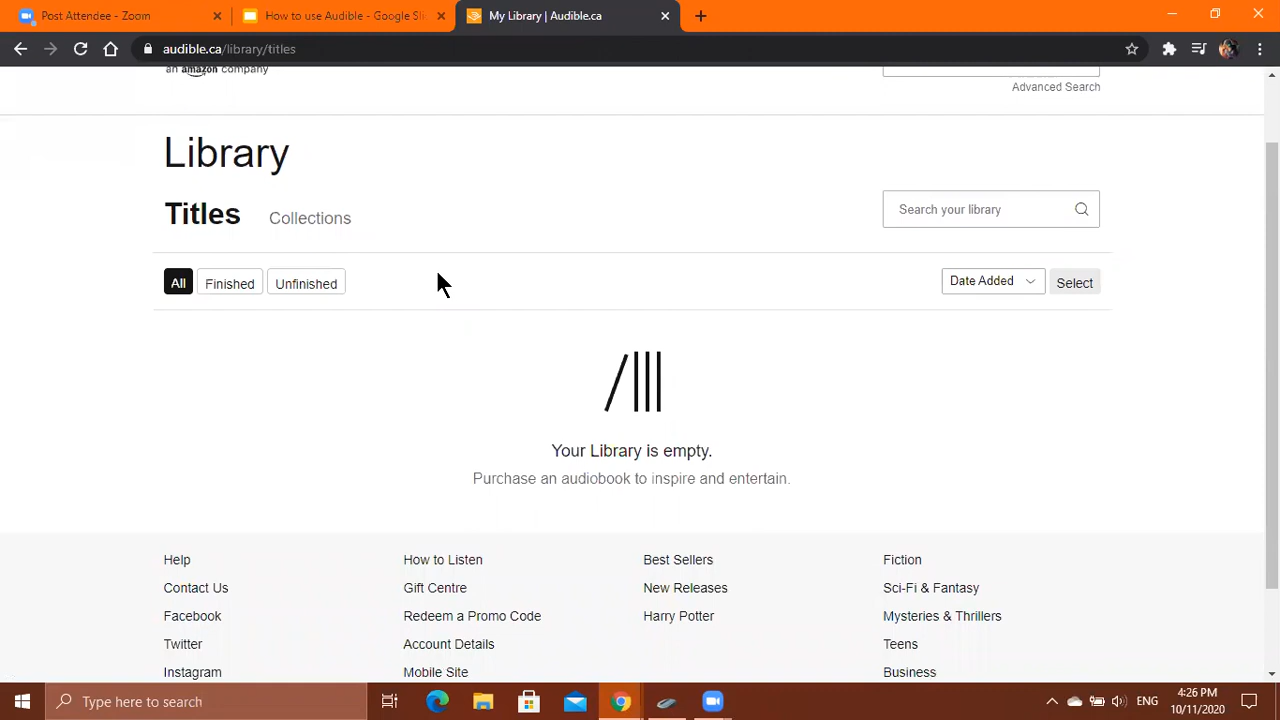 Post Attendee - Zoom
How to use Audible - Google Sli
My Library | Audible.ca
audible.ca/library/titles
an amazon company
Advanced Search
Library
Titles
Collections
Search your library
All
Finished
Unfinished
Date Added
Select
Your Library is empty.
Purchase an audiobook to inspire and entertain.
Help
How to Listen
Best Sellers
Fiction
Contact Us
Gift Centre
New Releases
Sci-Fi & Fantasy
Facebook
Redeem a Promo Code
Harry Potter
Mysteries & Thrillers
Twitter
Account Details
Teens
Instagram
Mobile Site
Business
Type here to search
ENG
4:26 PM
10/11/2020